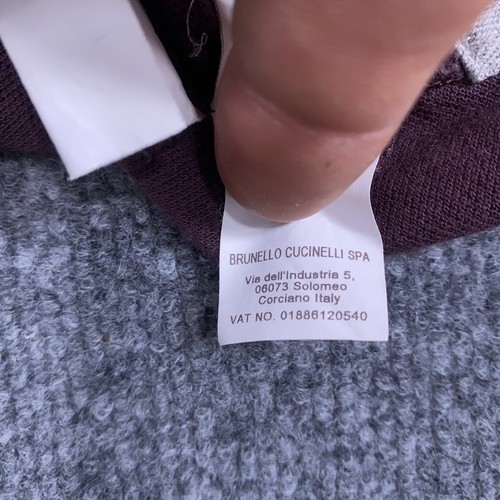 BRUNELLO CUCINELLI SPA
Via dell'Industria 5,
06073 Solomeo
Corciano Italy
VAT NO. 01886120540